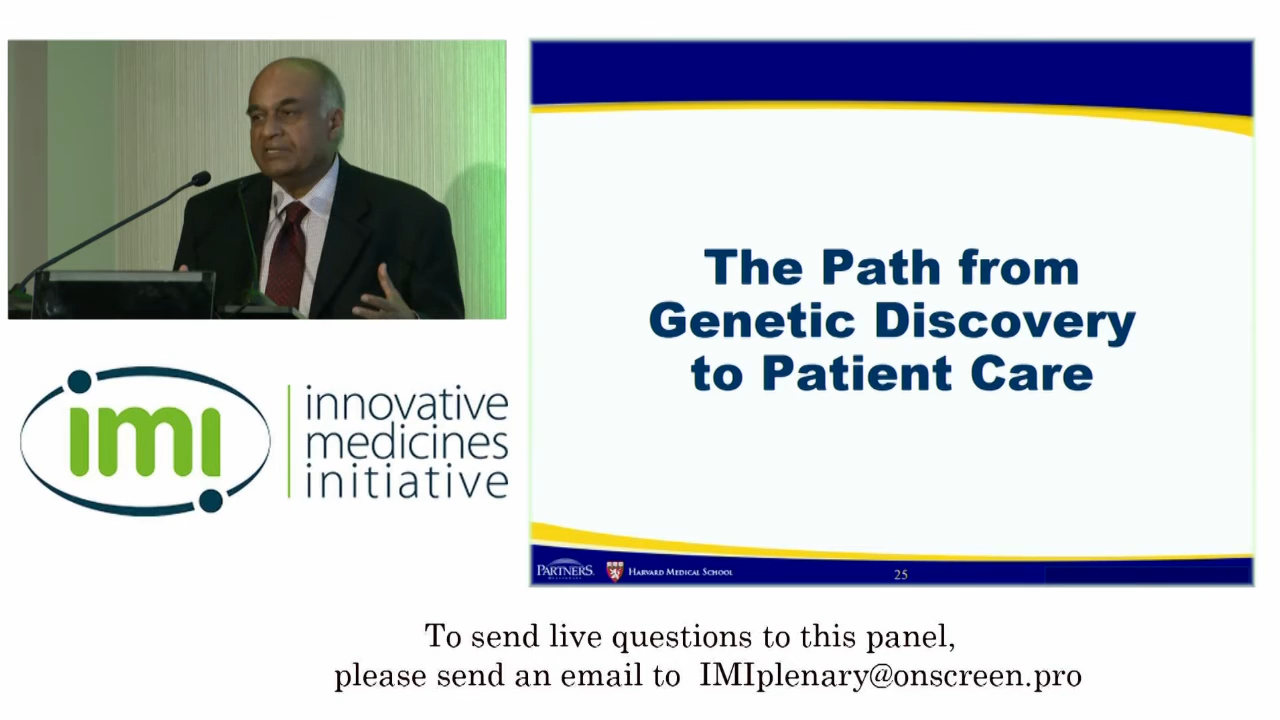 The Path from
Genetic Discovery
to Patient Care
imi
innovative
medicines
initiative
PARTNERS
HARVARD MEDICAL SCHOOL
25
To send live questions to this panel,
please send an email to IMIplenary@onscreen.pro